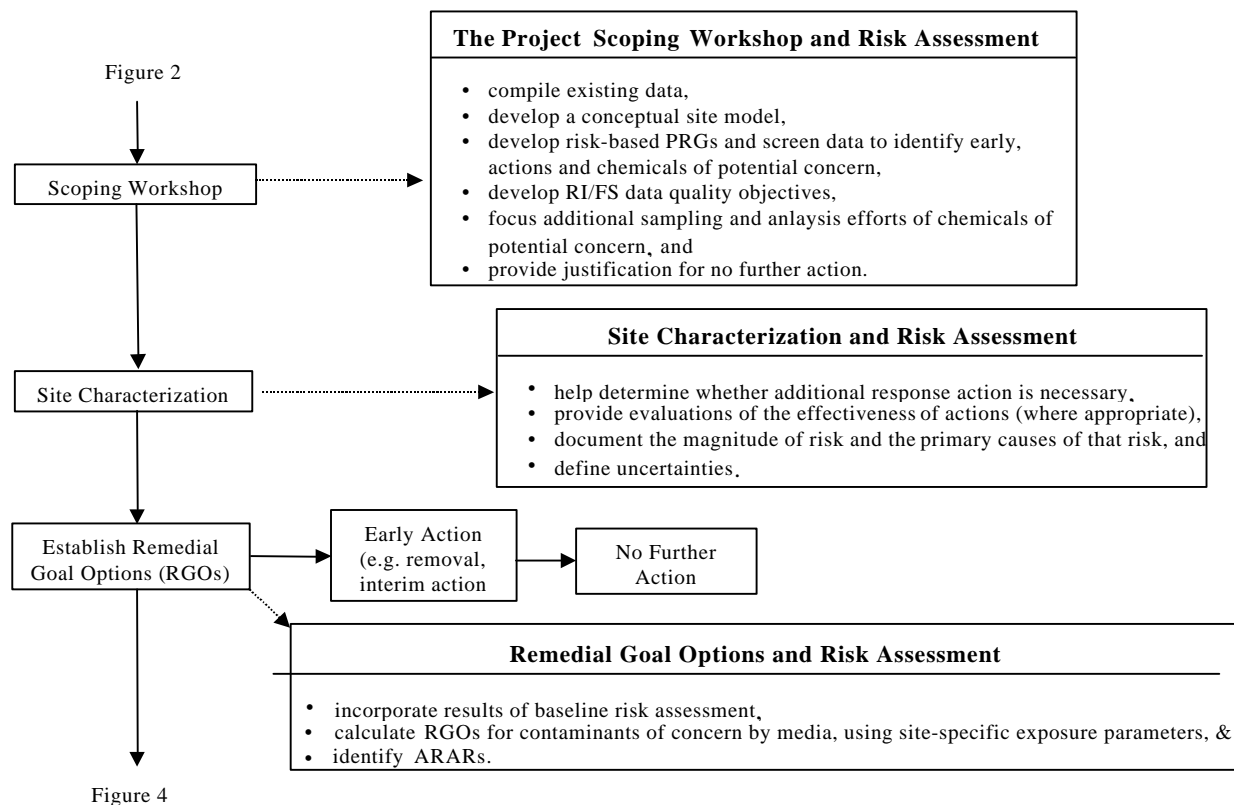 The Project Scoping Workshop and Risk Assessment
Figure 2
• compile existing data,
• develop a conceptual site model,
• develop risk-based PRGs and screen data to identify early,
actions and chemicals of potential concern,
• develop RI/FS data quality objectives,
• focus additional sampling and anlaysis efforts of chemicals of
potential concern, and
• provide justification for no further action.
Scoping Workshop
Site Characterization and Risk Assessment
• help determine whether additional response action is necessary,
• provide evaluations of the effectiveness of actions (where appropriate),
• document the magnitude of risk and the primary causes of that risk, and
• define uncertainties.
Site Characterization
Establish Remedial
Goal Options (RGOs)
Early Action
(e.g. removal,
interim action
No Further
Action
Remedial Goal Options and Risk Assessment
• incorporate results of baseline risk assessment,
• calculate RGOs for contaminants of concern by media, using site-specific exposure parameters, &
• identify ARARs.
Figure 4